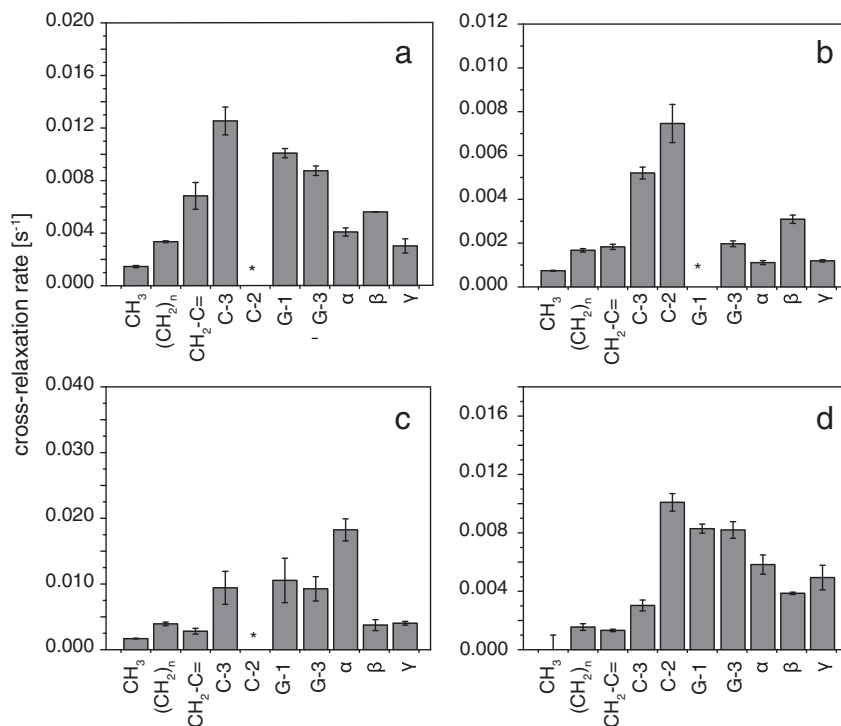 cross-relaxation rate [s⁻¹]
a
0.020
0.016
0.012
0.008
0.004
0.000
*
CH₃
(CH₂)ₙ
CH₂-C=
C-3
C-2
G-1
G-3
α
β
γ
b
0.012
0.008
0.006
0.004
0.002
0.000
*
CH₃
(CH₂)ₙ
CH₂-C=
C-3
C-2
G-1
G-3
α
β
γ
c
0.040
0.030
0.020
0.010
0.000
*
CH₃
(CH₂)ₙ
CH₂-C=
C-3
C-2
G-1
G-3
α
β
γ
d
0.016
0.012
0.008
0.004
0.000
CH₃
(CH₂)ₙ
CH₂-C=
C-3
C-2
G-1
G-3
α
β
γ